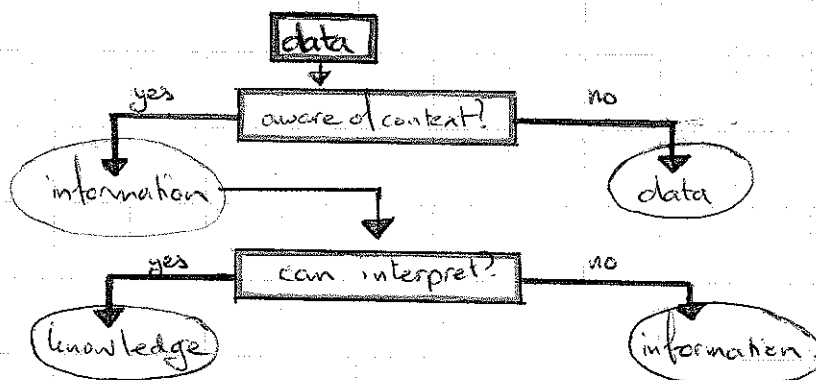 data
yes
aware of context?
no
information
data
yes
can interpret?
no
knowledge
information